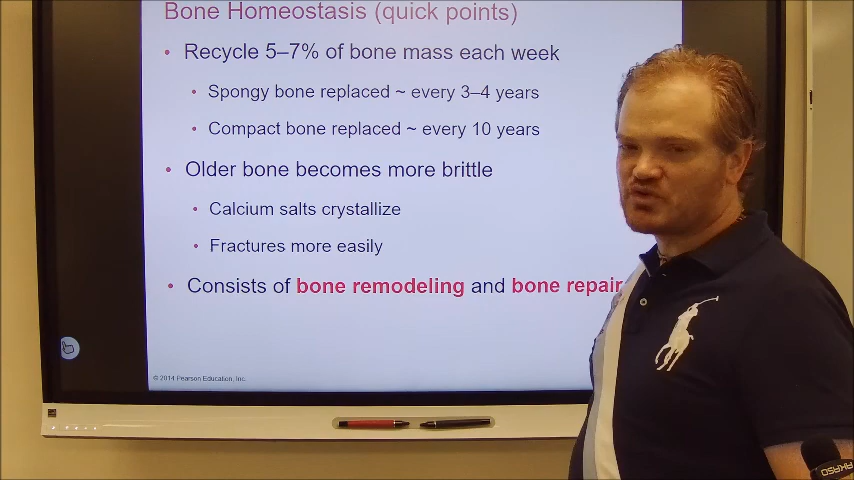 Bone Homeostasis (quick points)
• Recycle 5–7% of bone mass each week
• Spongy bone replaced ~ every 3–4 years
• Compact bone replaced ~ every 10 years
• Older bone becomes more brittle
• Calcium salts crystallize
• Fractures more easily
• Consists of bone remodeling and bone repair
© 2014 Pearson Education, Inc.
AKASO